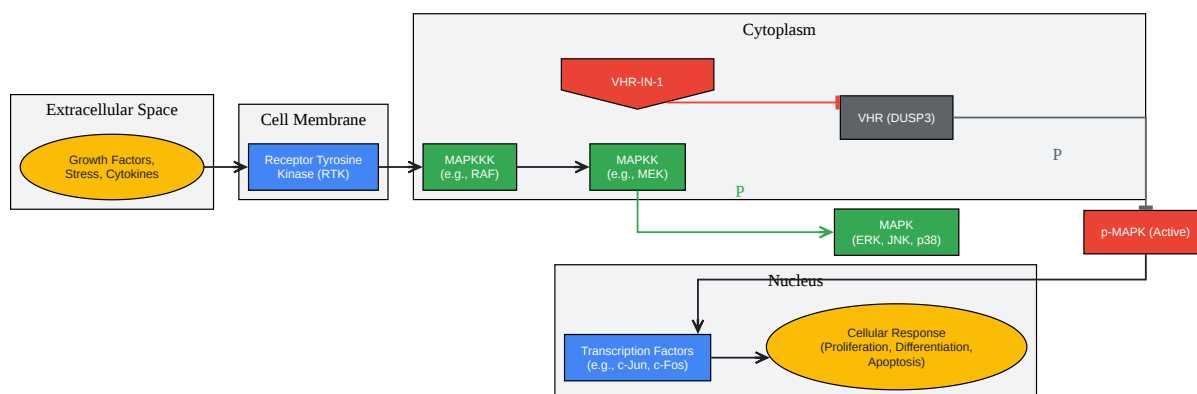 Cytoplasm
VHR-IN-1
VHR (DUSP3)
Extracellular Space
Growth Factors,
Stress, Cytokines
Cell Membrane
Receptor Tyrosine
Kinase (RTK)
MAPKKK
(e.g., RAF)
MAPKK
(e.g., MEK)
P
P
MAPK
(ERK, JNK, p38)
p-MAPK (Active)
Nucleus
Transcription Factors
(e.g., c-Jun, c-Fos)
Cellular Response
(Proliferation, Differentiation,
Apoptosis)